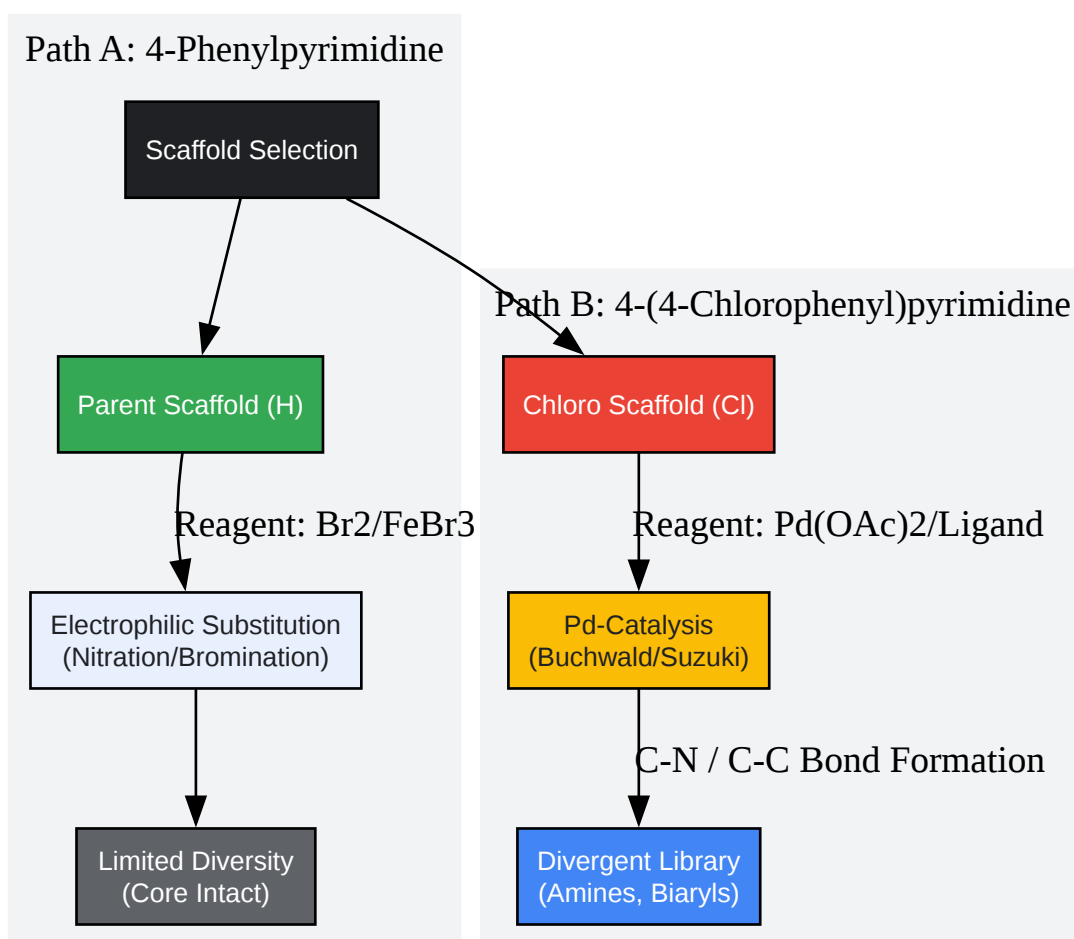 Path A: 4-Phenylpyrimidine
Scaffold Selection
Path B: 4-(4-Chlorophenyl)pyrimidine
Parent Scaffold (H)
Chloro Scaffold (Cl)
Reagent: Br2/FeBr3
Reagent: Pd(OAc)2/Ligand
Electrophilic Substitution
(Nitration/Bromination)
Pd-Catalysis
(Buchwald/Suzuki)
C-N / C-C Bond Formation
Limited Diversity
(Core Intact)
Divergent Library
(Amines, Biaryls)